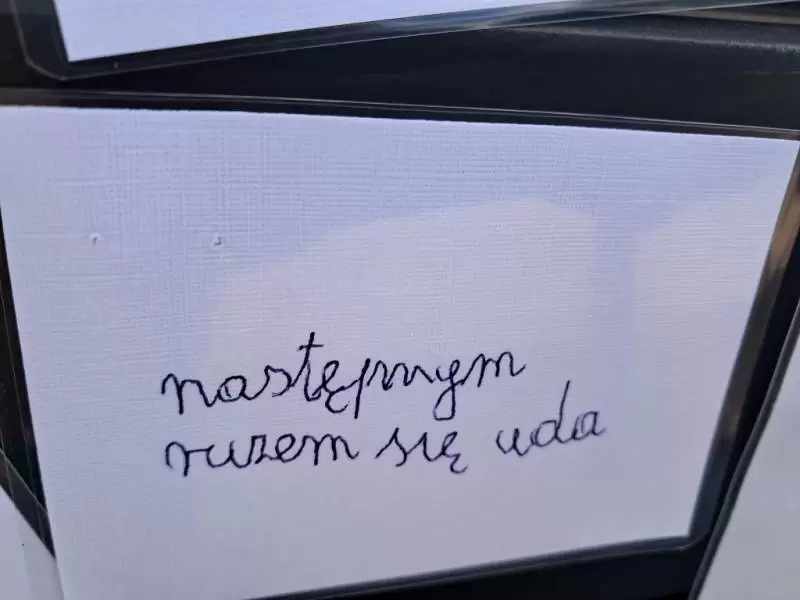 następnym
razem się uda